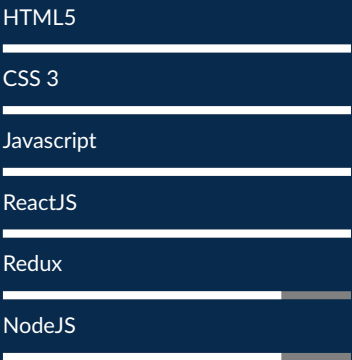 HTML5
CSS 3
Javascript
ReactJS
Redux
NodeJS